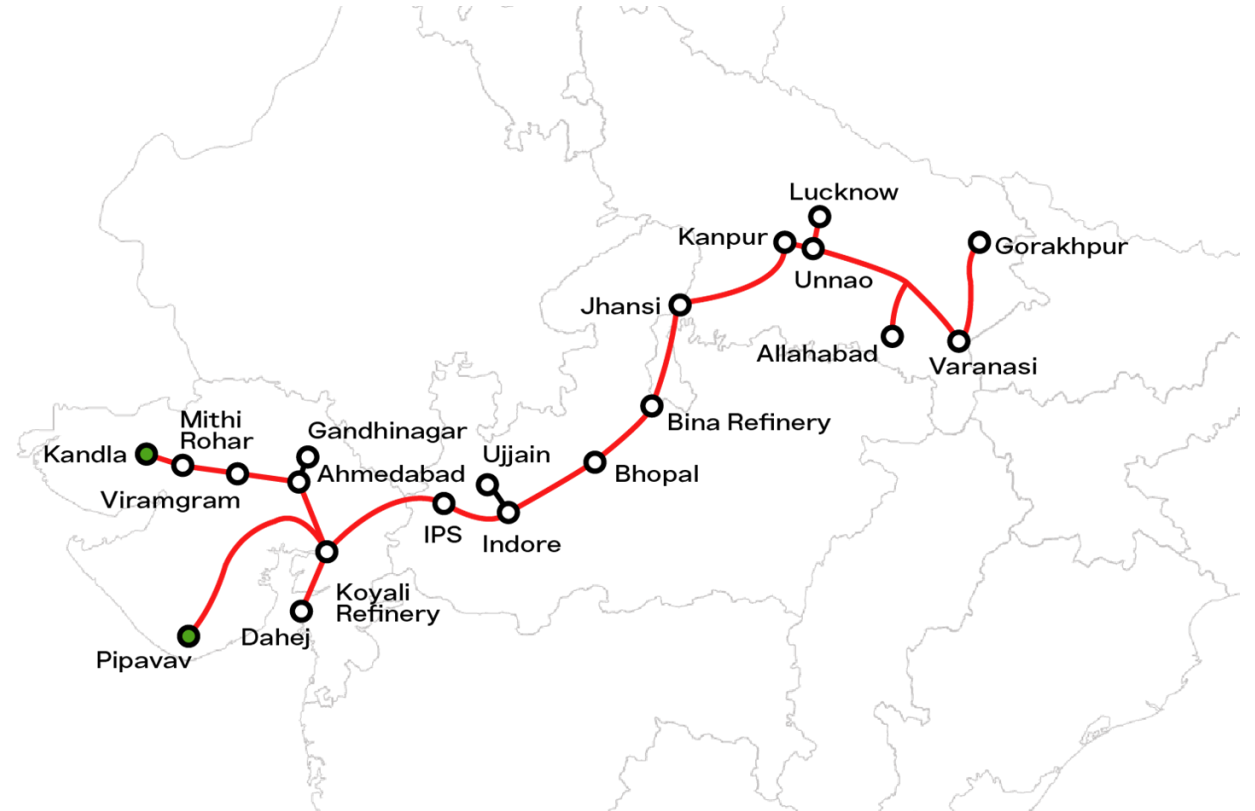 Lucknow
Kanpur
Gorakhpur
Unnao
Jhansi
Allahabad
Varanasi
Mithi
Rohar
Gandhinagar
Bina Refinery
Kandla
Ujjain
Ahmedabad
Bhopal
Viramgram
IPS
Indore
Koyali
Refinery
Dahej
Pipavav